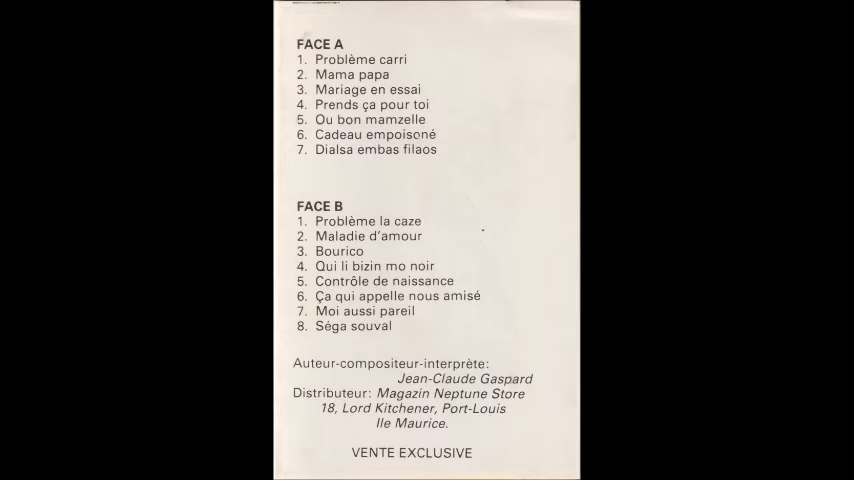 FACE A
1. Problème carri
2. Mama papa
3. Mariage en essai
4. Prends ça pour toi
5. Ou bon mamzelle
6. Cadeau empoisoné
7. Dialsa embas filaos
FACE B
1. Problème la caze
2. Maladie d'amour
3. Bourico
4. Qui li bizin mo noir
5. Contrôle de naissance
6. Ça qui appelle nous amisé
7. Moi aussi pareil
8. Séga souval
Auteur-compositeur-interprète:
Jean-Claude Gaspard
Distributeur: Magazin Neptune Store
18, Lord Kitchener, Port-Louis
Ile Maurice.
VENTE EXCLUSIVE